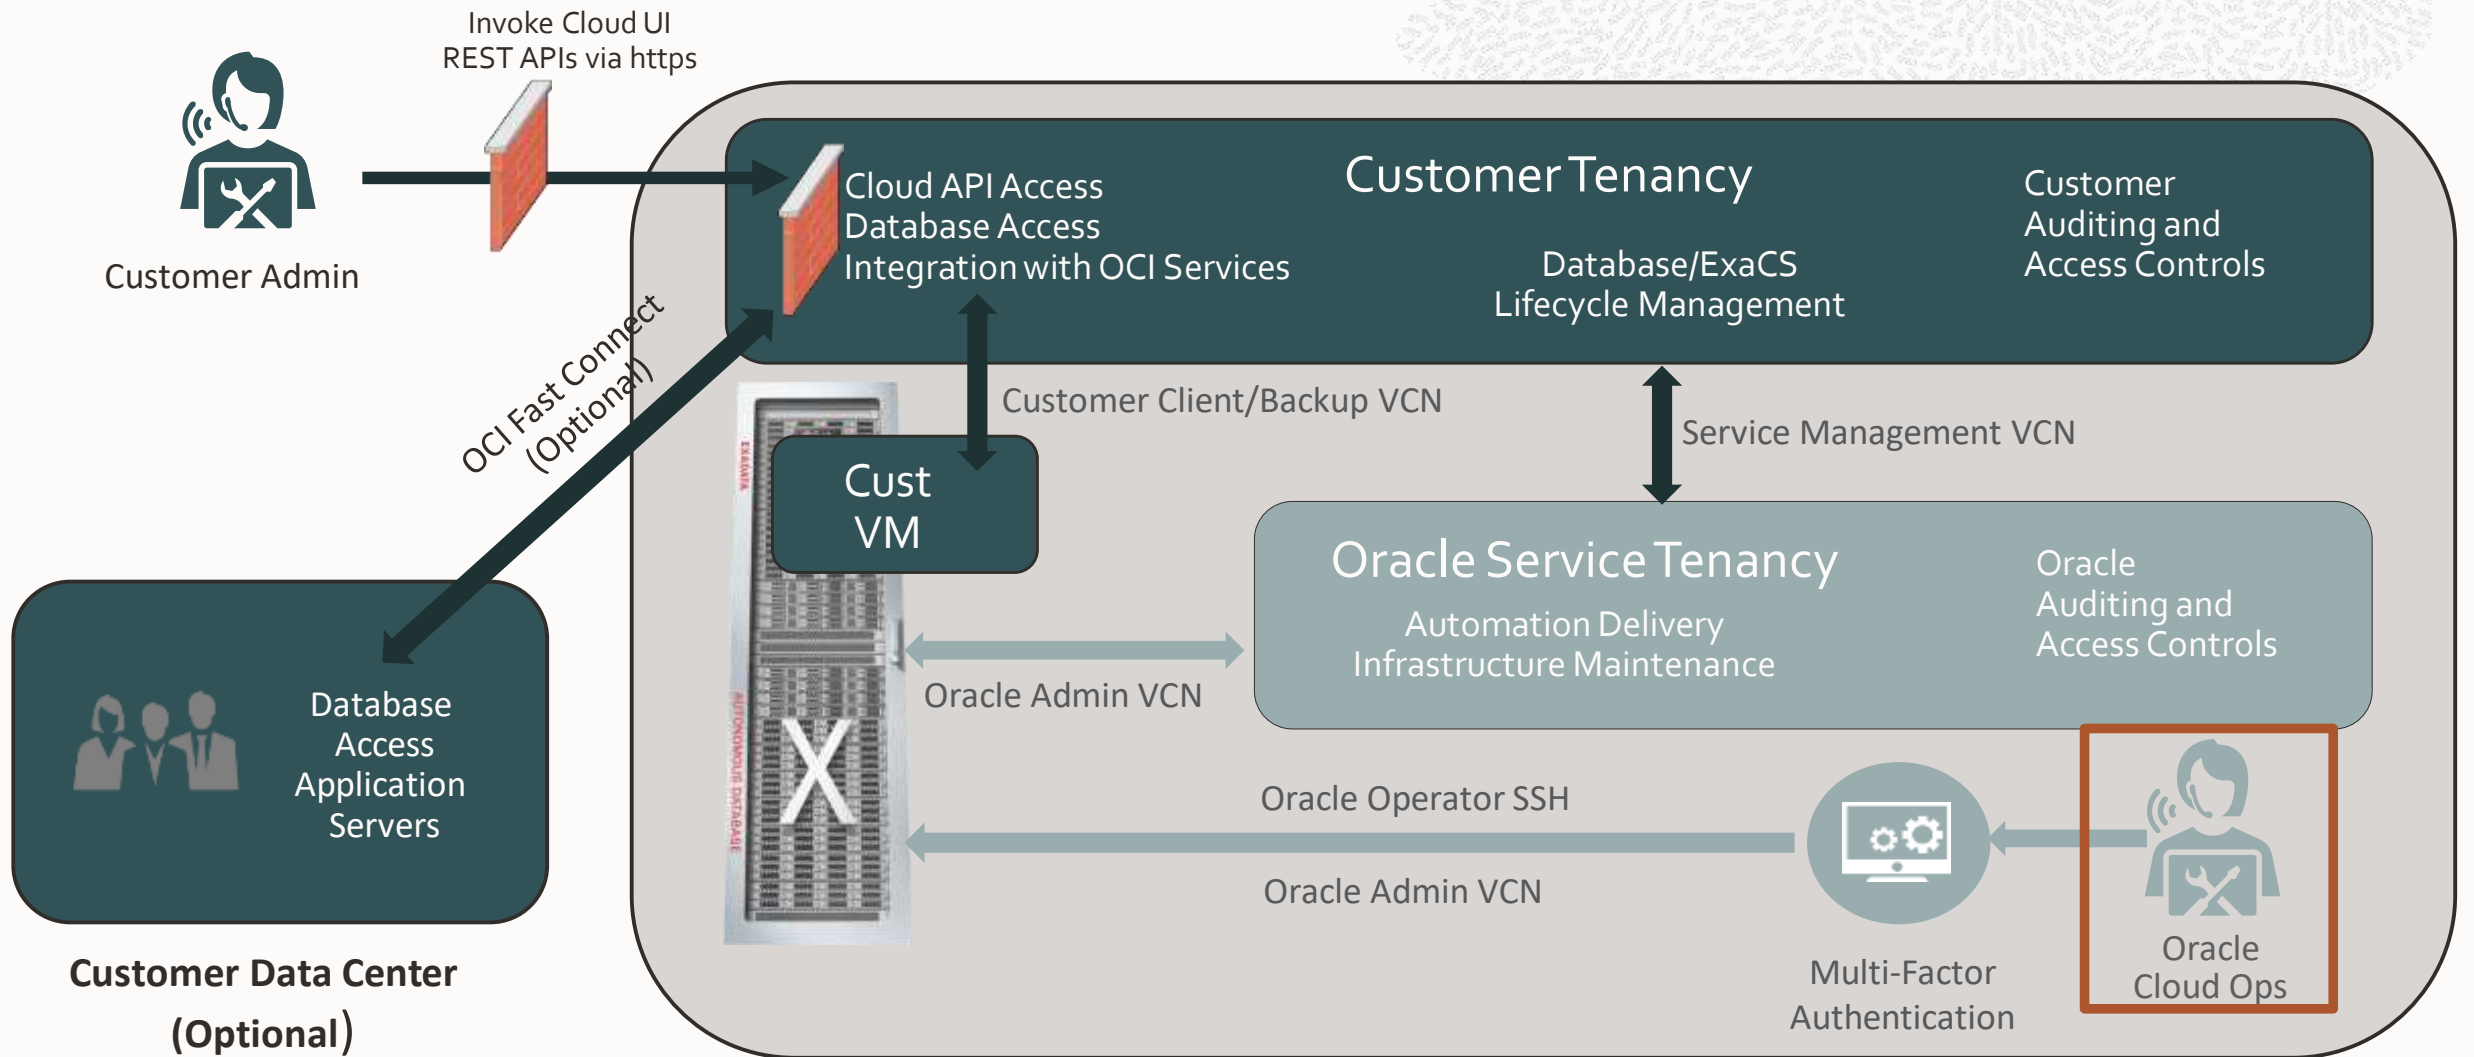 Invoke Cloud UI
REST APIs via https
Customer Admin
Cloud API Access
Database Access
Integration with OCI Services
Customer Tenancy
Database/ExaCS
Lifecycle Management
Customer
Auditing and
Access Controls
OCI Fast Connect
(Optional)
Customer Client/Backup VCN
Service Management VCN
EXADATA
Cust
VM
Oracle Service Tenancy
Automation Delivery
Infrastructure Maintenance
Oracle
Auditing and
Access Controls
Oracle Admin VCN
AUTONOMOUS DATABASE
X
Database
Access
Application
Servers
Oracle Operator SSH
Oracle Admin VCN
Multi-Factor
Authentication
Oracle
Cloud Ops
Customer Data Center
(Optional)